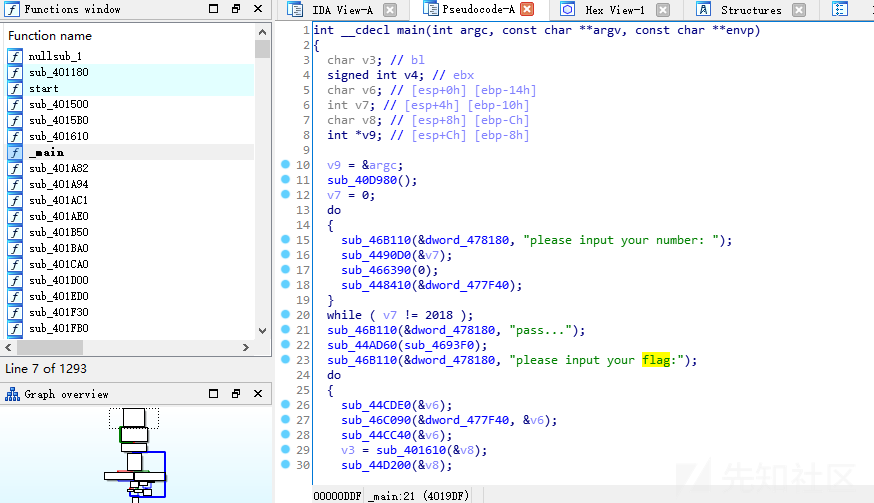 Functions window
Function name
nullsub_1
sub_401180
start
sub_401500
sub_4015B0
sub_401610
_main
sub_401A82
sub_401A94
sub_401AC1
sub_401AE0
sub_401B50
sub_401BA0
sub_401CA0
sub_401D00
sub_401ED0
sub_401F30
sub_401FB0
Line 7 of 1293
Graph overview
IDA View-A
Pseudocode-A
Hex View-1
Structures
1 int __cdecl main(int argc, const char **argv, const char **envp)
2 {
3 char v3; // bl
4 signed int v4; // ebx
5 char v6; // [esp+0h] [ebp-14h]
6 int v7; // [esp+4h] [ebp-10h]
7 char v8; // [esp+8h] [ebp-Ch]
8 int *v9; // [esp+Ch] [ebp-8h]
9
10 v9 = &argc;
11 sub_40D980();
12 v7 = 0;
13 do
14 {
15 sub_46B110(&dword_478180, "please input your number: ");
16 sub_4490D0(&v7);
17 sub_466390(0);
18 sub_448410(&dword_477F40);
19 }
20 while ( v7 != 2018 );
21 sub_46B110(&dword_478180, "pass...");
22 sub_44AD60(sub_4693F0);
23 sub_46B110(&dword_478180, "please input your flag:");
24 do
25 {
26 sub_44CDE0(&v6);
27 sub_46C090(&dword_477F40, &v6);
28 sub_44CC40(&v6);
29 v3 = sub_401610(&v8);
30 sub_44D200(&v8);
00000DDF _main:21 (4019DF)
先知社区